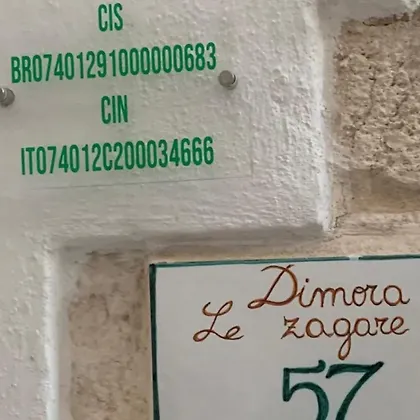 CIS
BR07401291000000683
CIN
IT074012C200034666
Dimora
Le zagare
57